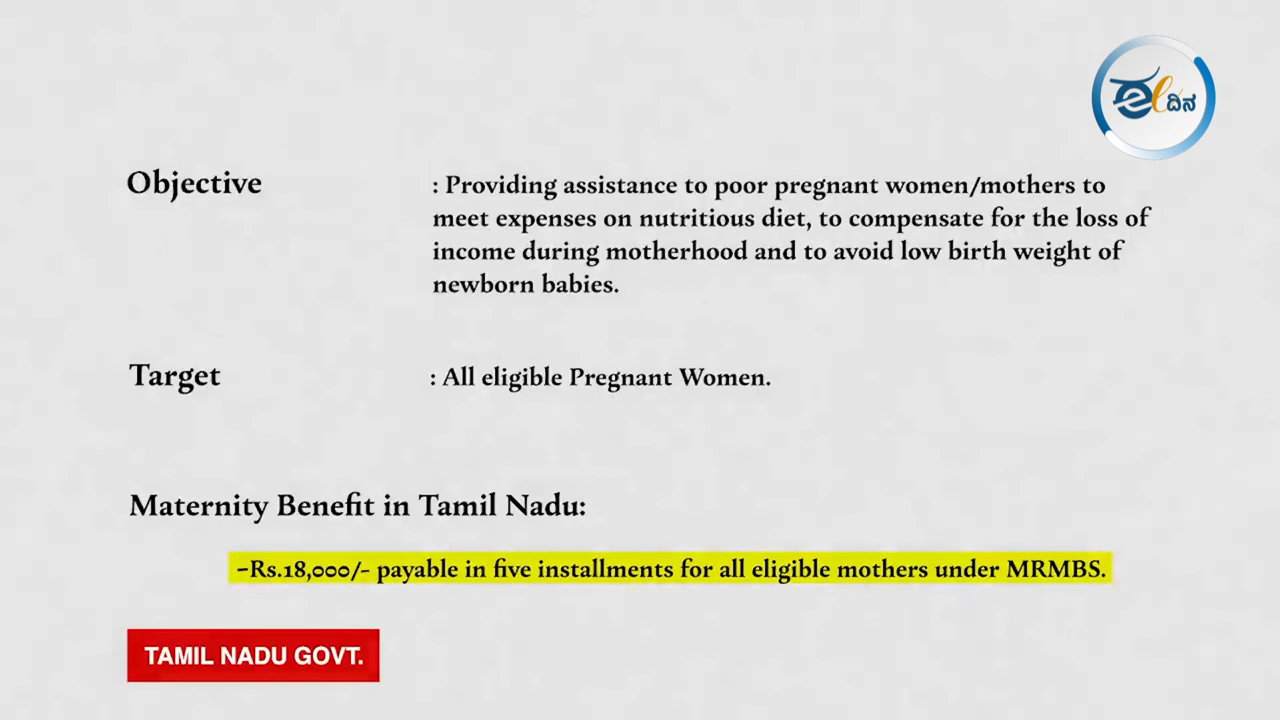 ಈ ದಿನ
Objective : Providing assistance to poor pregnant women/mothers to
meet expenses on nutritious diet, to compensate for the loss of
income during motherhood and to avoid low birth weight of
newborn babies.
Target : All eligible Pregnant Women.
Maternity Benefit in Tamil Nadu:
-Rs.18,000/- payable in five installments for all eligible mothers under MRMBS.
TAMIL NADU GOVT.